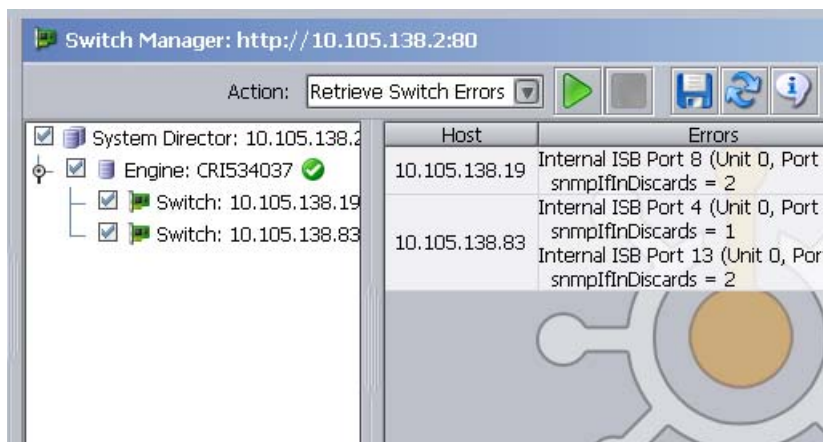 Switch Manager: http://10.105.138.2:80
Action: Retrieve Switch Errors
System Director: 10.105.138.2
Engine: CRI534037
Switch: 10.105.138.19
Switch: 10.105.138.83
Host Errors
10.105.138.19
Internal ISB Port 8 (Unit 0, Port
snmpIfInDiscards = 2
10.105.138.83
Internal ISB Port 4 (Unit 0, Port
snmpIfInDiscards = 1
Internal ISB Port 13 (Unit 0, Por
snmpIfInDiscards = 2